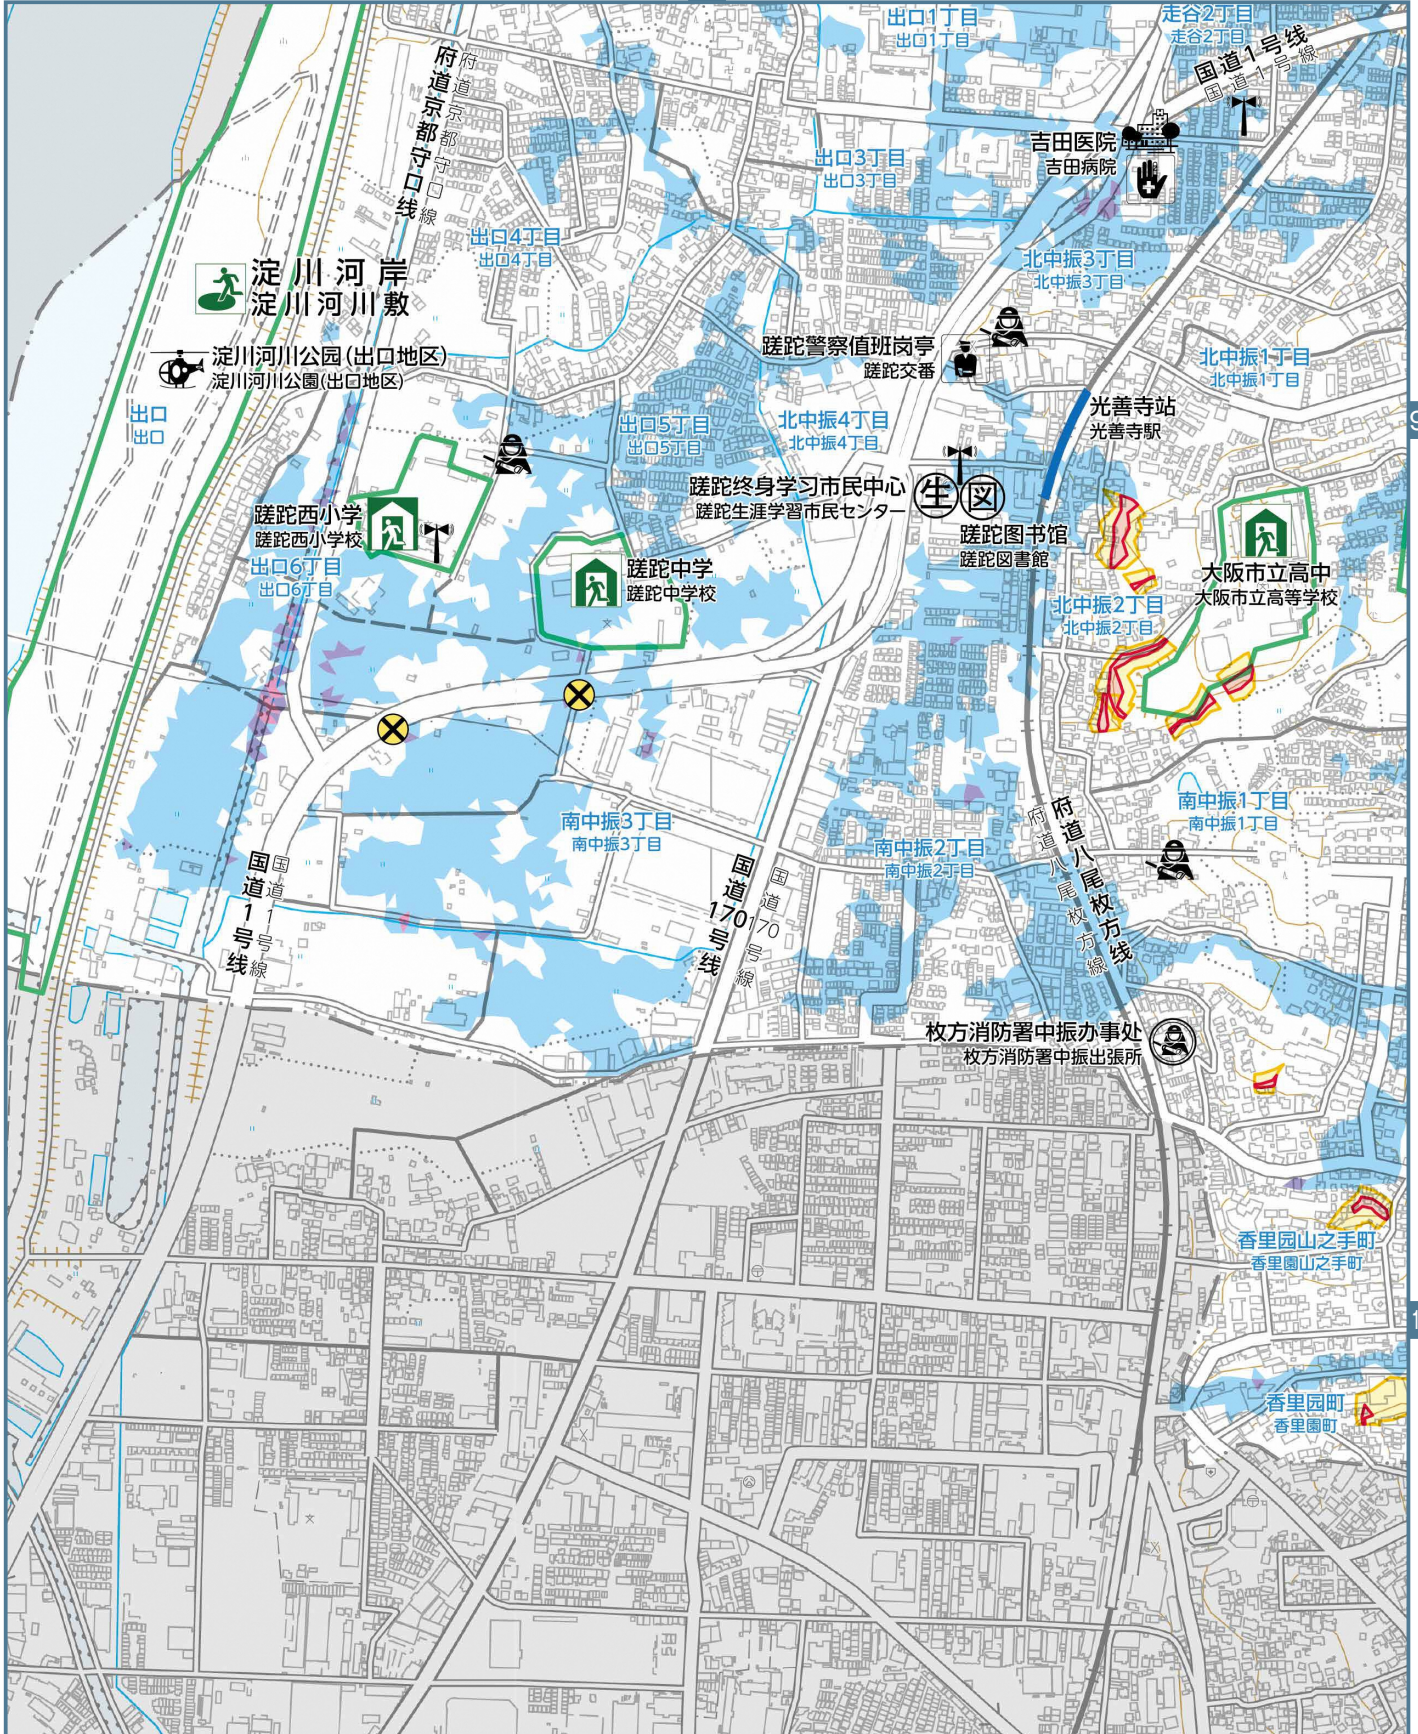 出口1丁目
出口1丁目
走谷2丁目
走谷2丁目
国道1号线
国道1号線
府道京都守口线
府道京都守口線
吉田医院
吉田病院
出口3丁目
出口3丁目
出口4丁目
出口4丁目
北中振3丁目
北中振3丁目
淀川河岸
淀川河川敷
淀川河川公园(出口地区)
淀川河川公園(出口地区)
蹉跎警察值班岗亭
蹉跎交番
北中振1丁目
北中振1丁目
出口
出口
光善寺站
光善寺駅
9
出口5丁目
出口5丁目
北中振4丁目
北中振4丁目
蹉跎终身学习市民中心
蹉跎生涯学習市民センター
生
図
蹉跎西小学
蹉跎西小学校
蹉跎图书馆
蹉跎図書館
出口6丁目
出口6丁目
蹉跎中学
蹉跎中学校
大阪市立高中
大阪市立高等学校
北中振2丁目
北中振2丁目
南中振3丁目
南中振3丁目
南中振1丁目
南中振1丁目
府道八尾枚方线
府道八尾枚方線
南中振2丁目
南中振2丁目
国道1号线
国道1号線
国道170号线
国道170号線
枚方消防署中振办事处
枚方消防署中振出張所
香里园山之手町
香里園山之手町
1
香里园町
香里園町